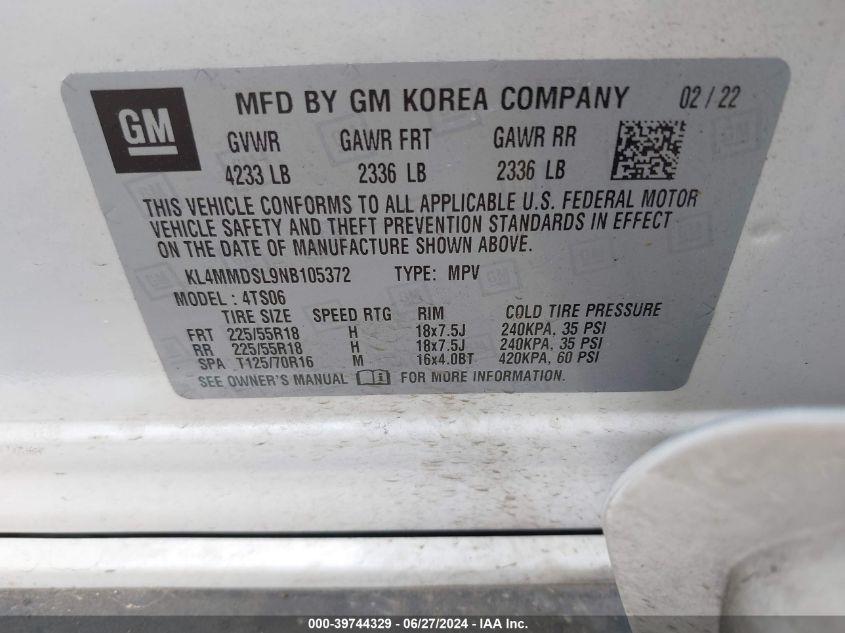 GM MFD BY GM KOREA COMPANY 02 / 22
GVWR GAWR FRT GAWR RR
4233 LB 2336 LB 2336 LB
THIS VEHICLE CONFORMS TO ALL APPLICABLE U.S. FEDERAL MOTOR
VEHICLE SAFETY AND THEFT PREVENTION STANDARDS IN EFFECT
ON THE DATE OF MANUFACTURE SHOWN ABOVE.
KL4MMDSL9NB105372 TYPE: MPV
MODEL: 4TS06
TIRE SIZE SPEED RTG RIM COLD TIRE PRESSURE
FRT 225/55R18 H 18x7.5J 240KPA, 35 PSI
RR 225/55R18 H 18x7.5J 240KPA, 35 PSI
SPA T125/70R16 M 16x4.0BT 420KPA, 60 PSI
SEE OWNER'S MANUAL FOR MORE INFORMATION.
000-39744329 - 06/27/2024 - IAA Inc.